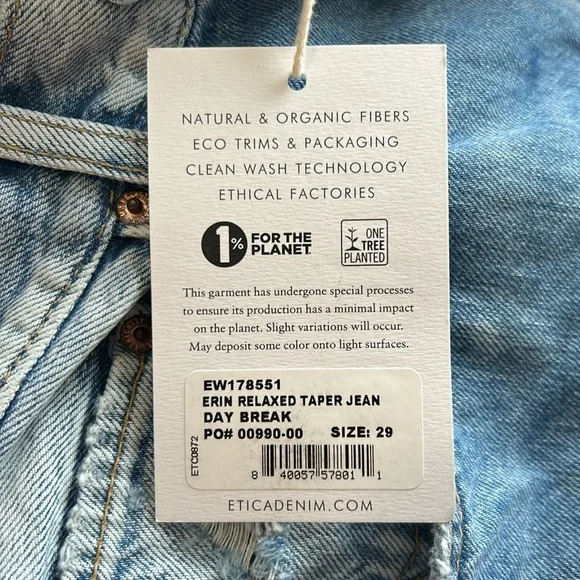 NATURAL & ORGANIC FIBERS
ECO TRIMS & PACKAGING
CLEAN WASH TECHNOLOGY
ETHICAL FACTORIES
1% FOR THE
PLANET
ONE
TREE
PLANTED
This garment has undergone special processes
to ensure its production has a minimal impact
on the planet. Slight variations will occur.
May deposit some color onto light surfaces.
EW178551
ERIN RELAXED TAPER JEAN
DAY BREAK
PO# 00990-00 SIZE: 29
ETC0872
8 40057 57801 1
ETICADENIM.COM